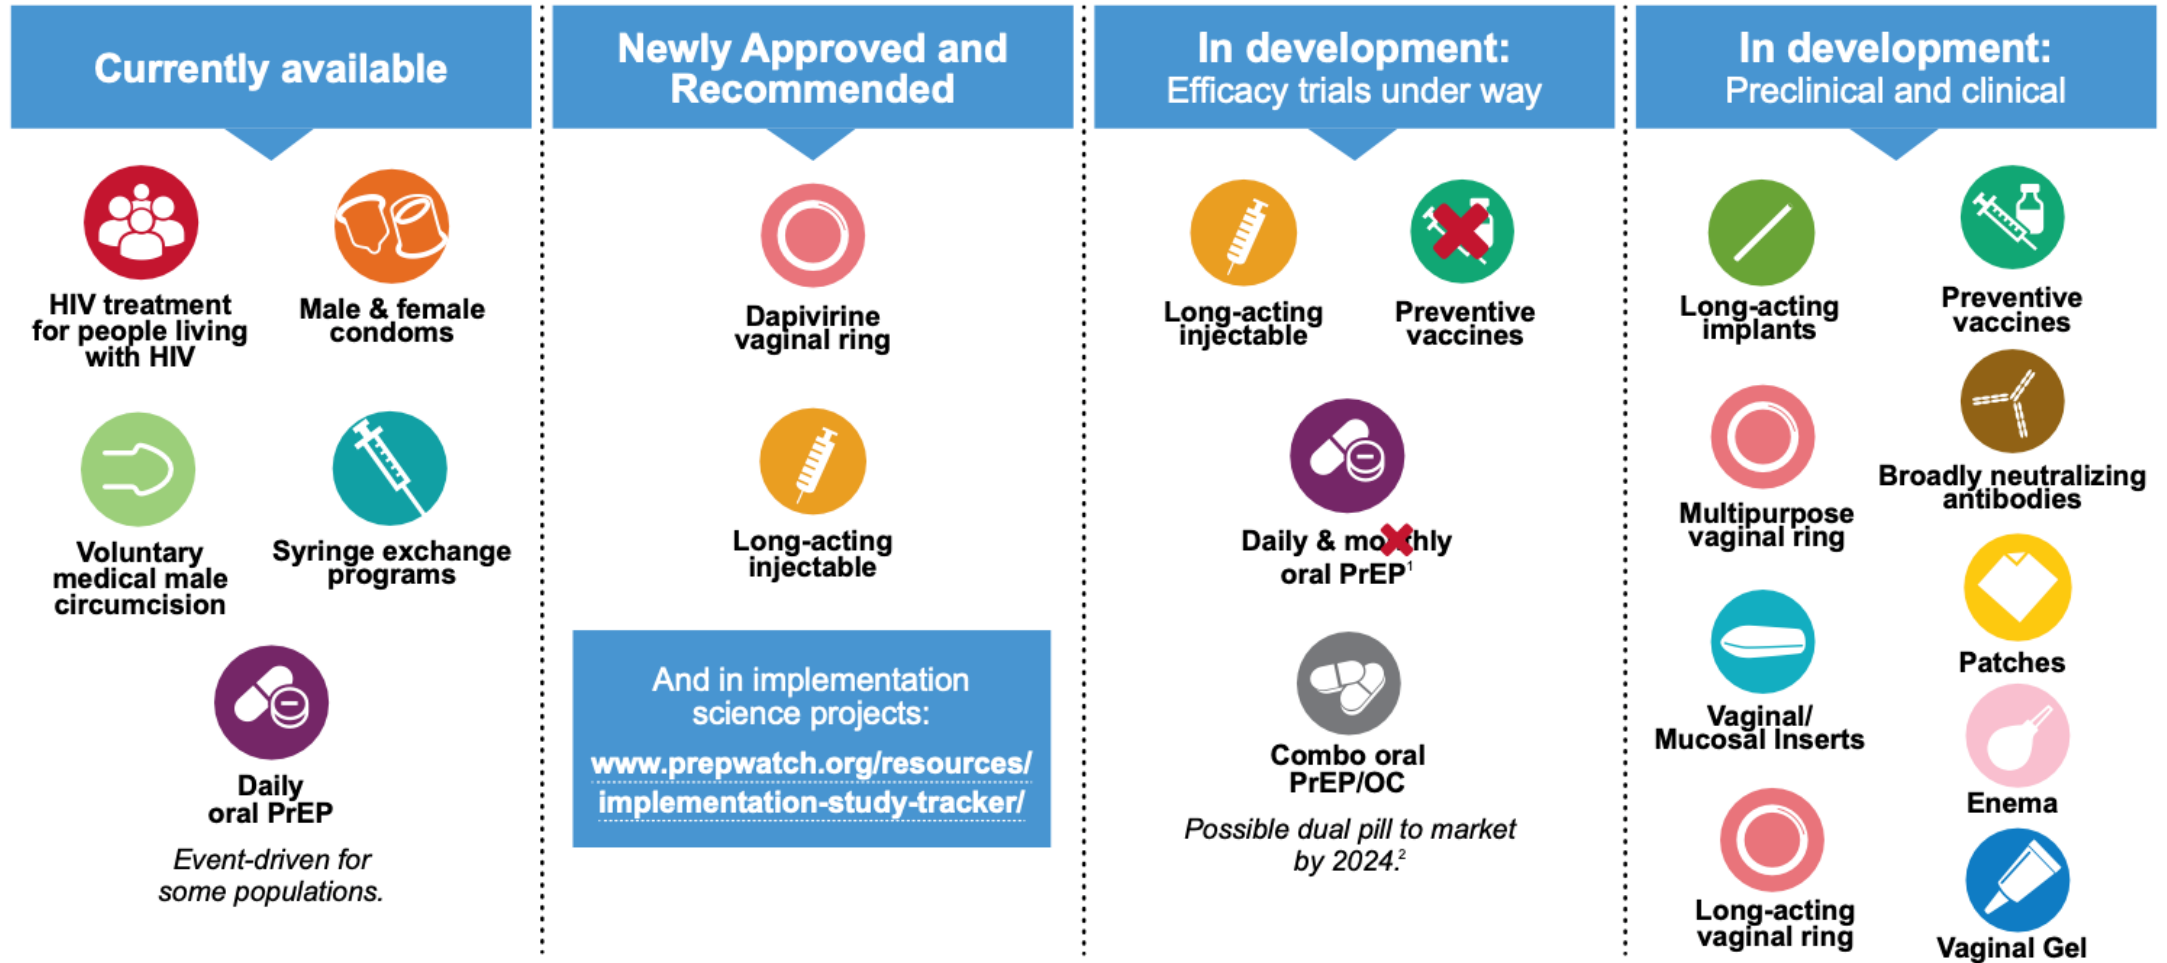 Currently available
HIV treatment
for people living
with HIV
Male & female
condoms
Voluntary
medical male
circumcision
Syringe exchange
programs
Daily
oral PrEP
Event-driven for
some populations.
Newly Approved and
Recommended
Dapivirine
vaginal ring
Long-acting
injectable
And in implementation
science projects:
www.prepwatch.org/resources/
implementation-study-tracker/
In development:
Efficacy trials under way
Long-acting
injectable
Preventive
vaccines
Daily & monthly
oral PrEP¹
Combo oral
PrEP/OC
Possible dual pill to market
by 2024.²
In development:
Preclinical and clinical
Long-acting
implants
Preventive
vaccines
Multipurpose
vaginal ring
Broadly neutralizing
antibodies
Vaginal/
Mucosal Inserts
Patches
Enema
Long-acting
vaginal ring
Vaginal Gel